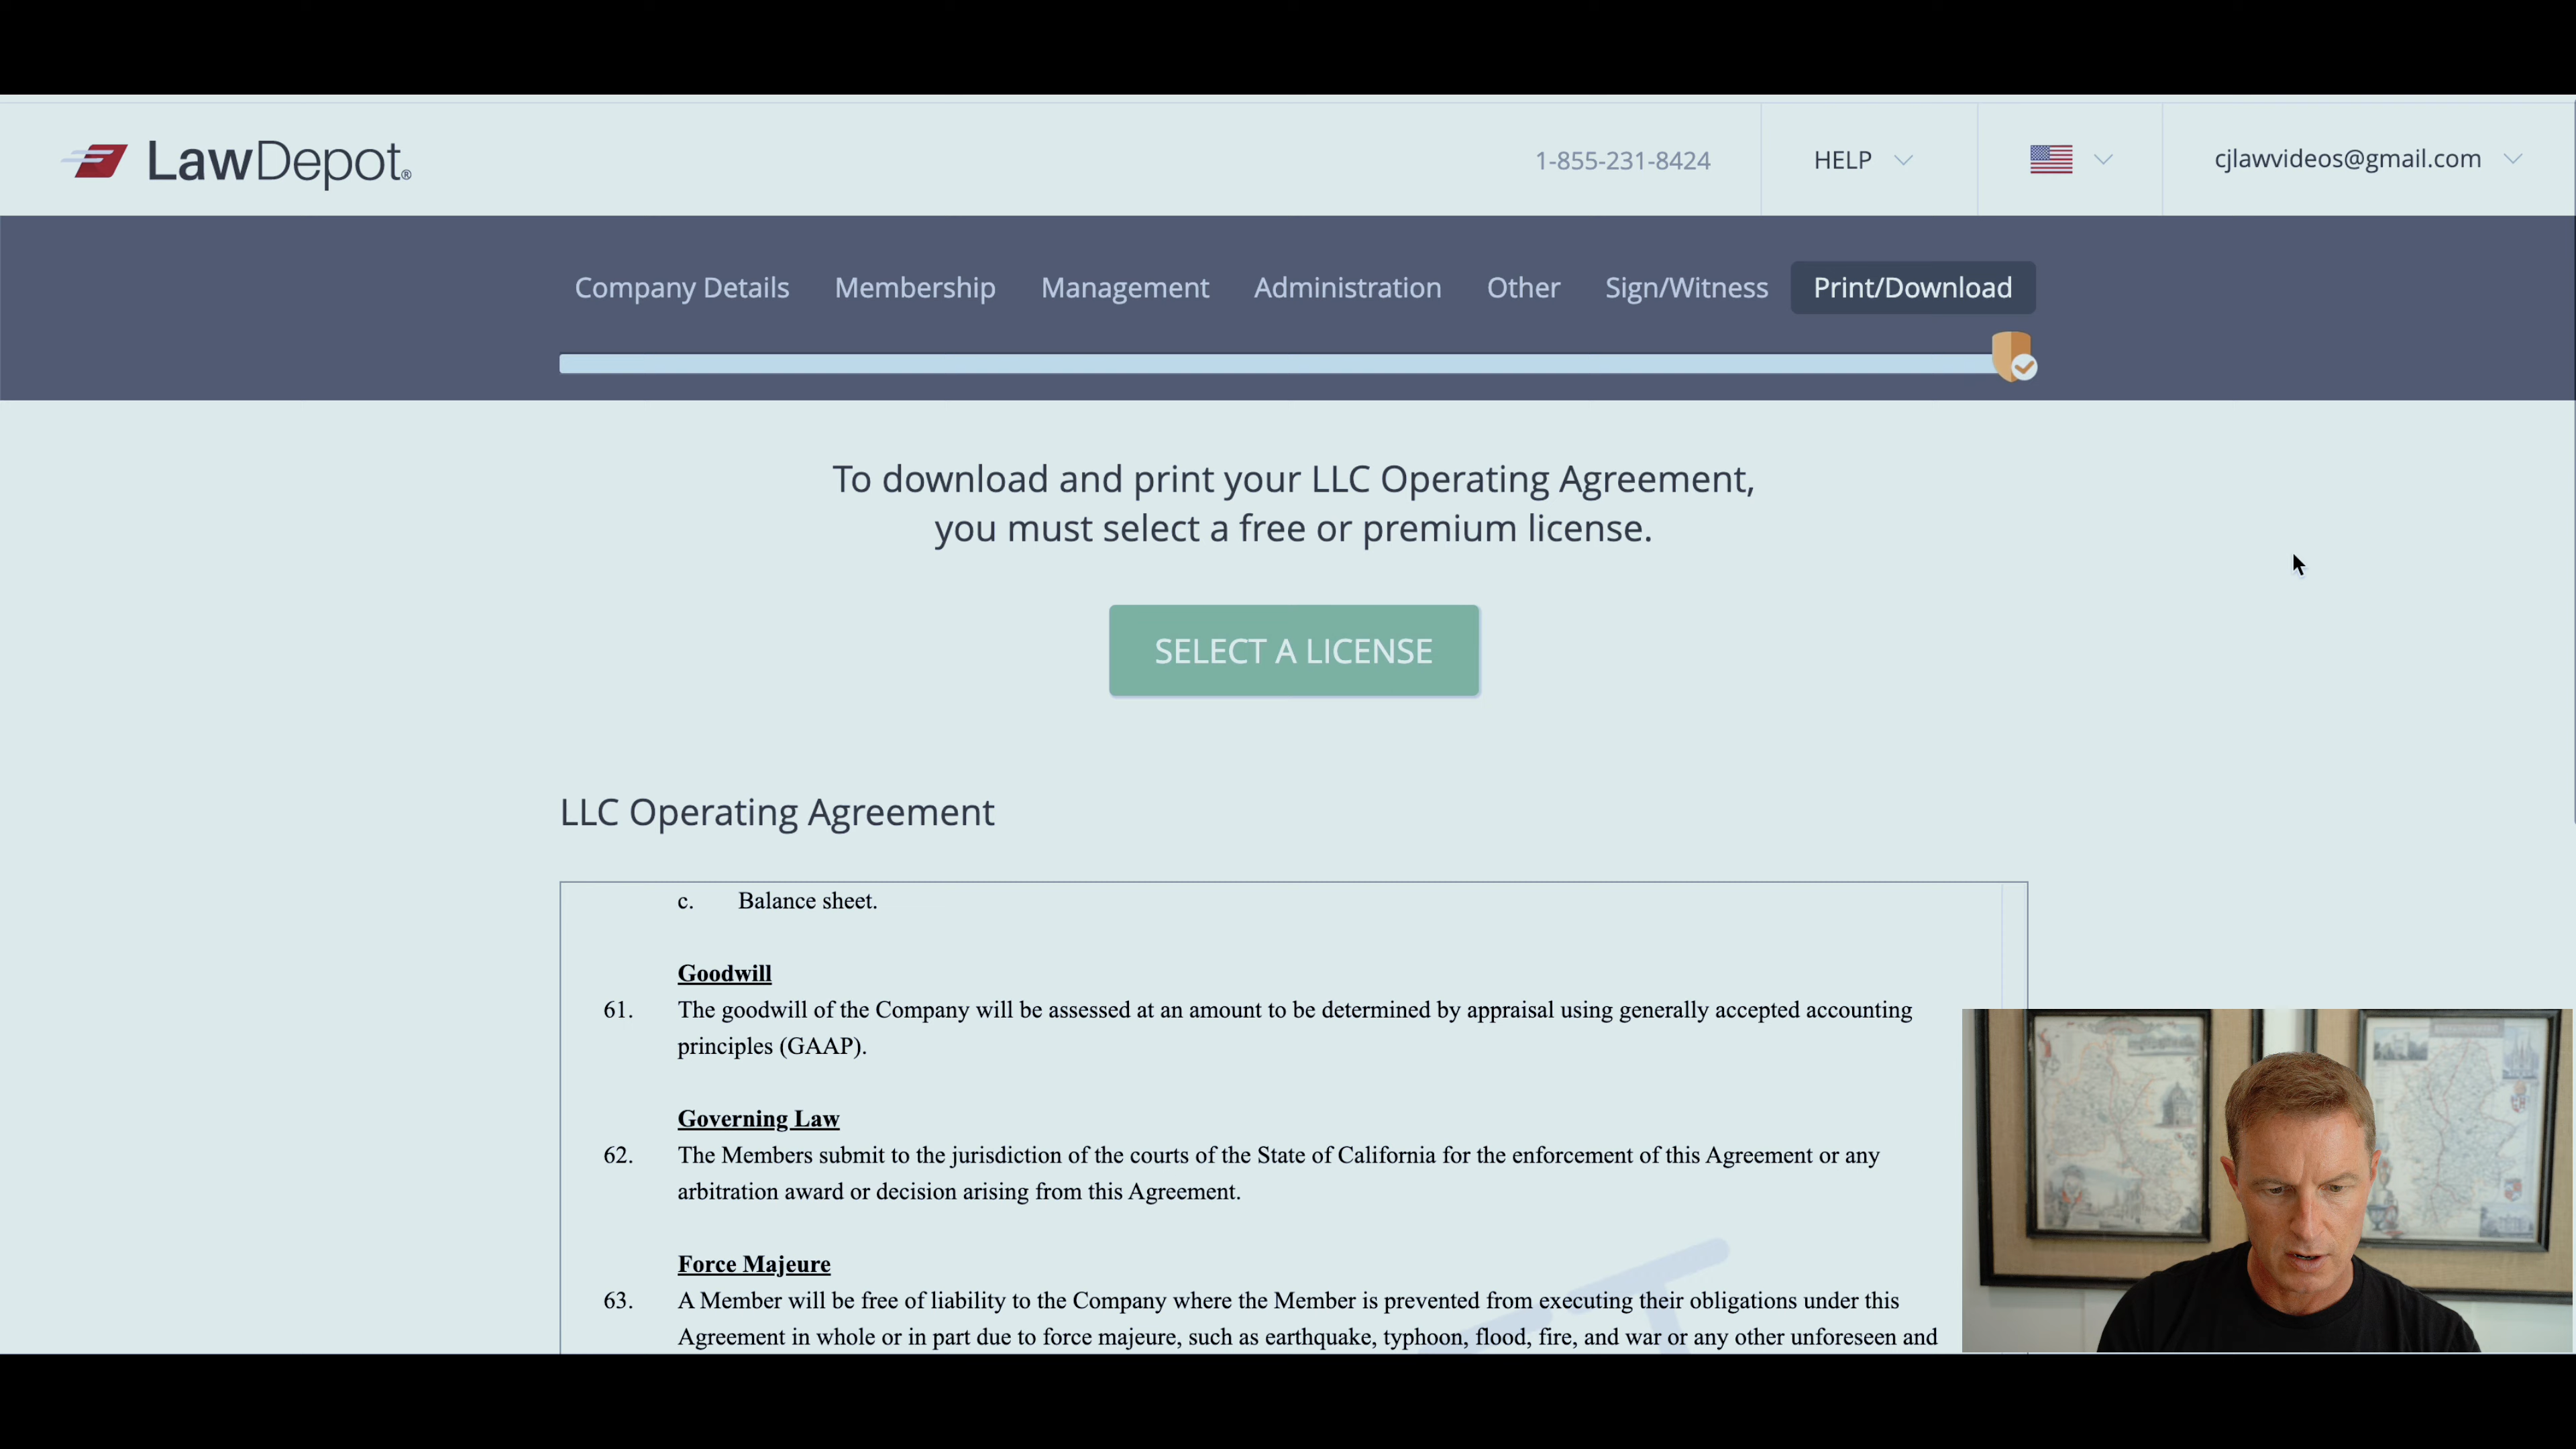 LawDepot®
1-855-231-8424
HELP
cjlawvideos@gmail.com
Company Details
Membership
Management
Administration
Other
Sign/Witness
Print/Download
To download and print your LLC Operating Agreement,
you must select a free or premium license.
SELECT A LICENSE
LLC Operating Agreement
c. Balance sheet.
Goodwill
61. The goodwill of the Company will be assessed at an amount to be determined by appraisal using generally accepted accounting
principles (GAAP).
Governing Law
62. The Members submit to the jurisdiction of the courts of the State of California for the enforcement of this Agreement or any
arbitration award or decision arising from this Agreement.
Force Majeure
63. A Member will be free of liability to the Company where the Member is prevented from executing their obligations under this
Agreement in whole or in part due to force majeure, such as earthquake, typhoon, flood, fire, and war or any other unforeseen and